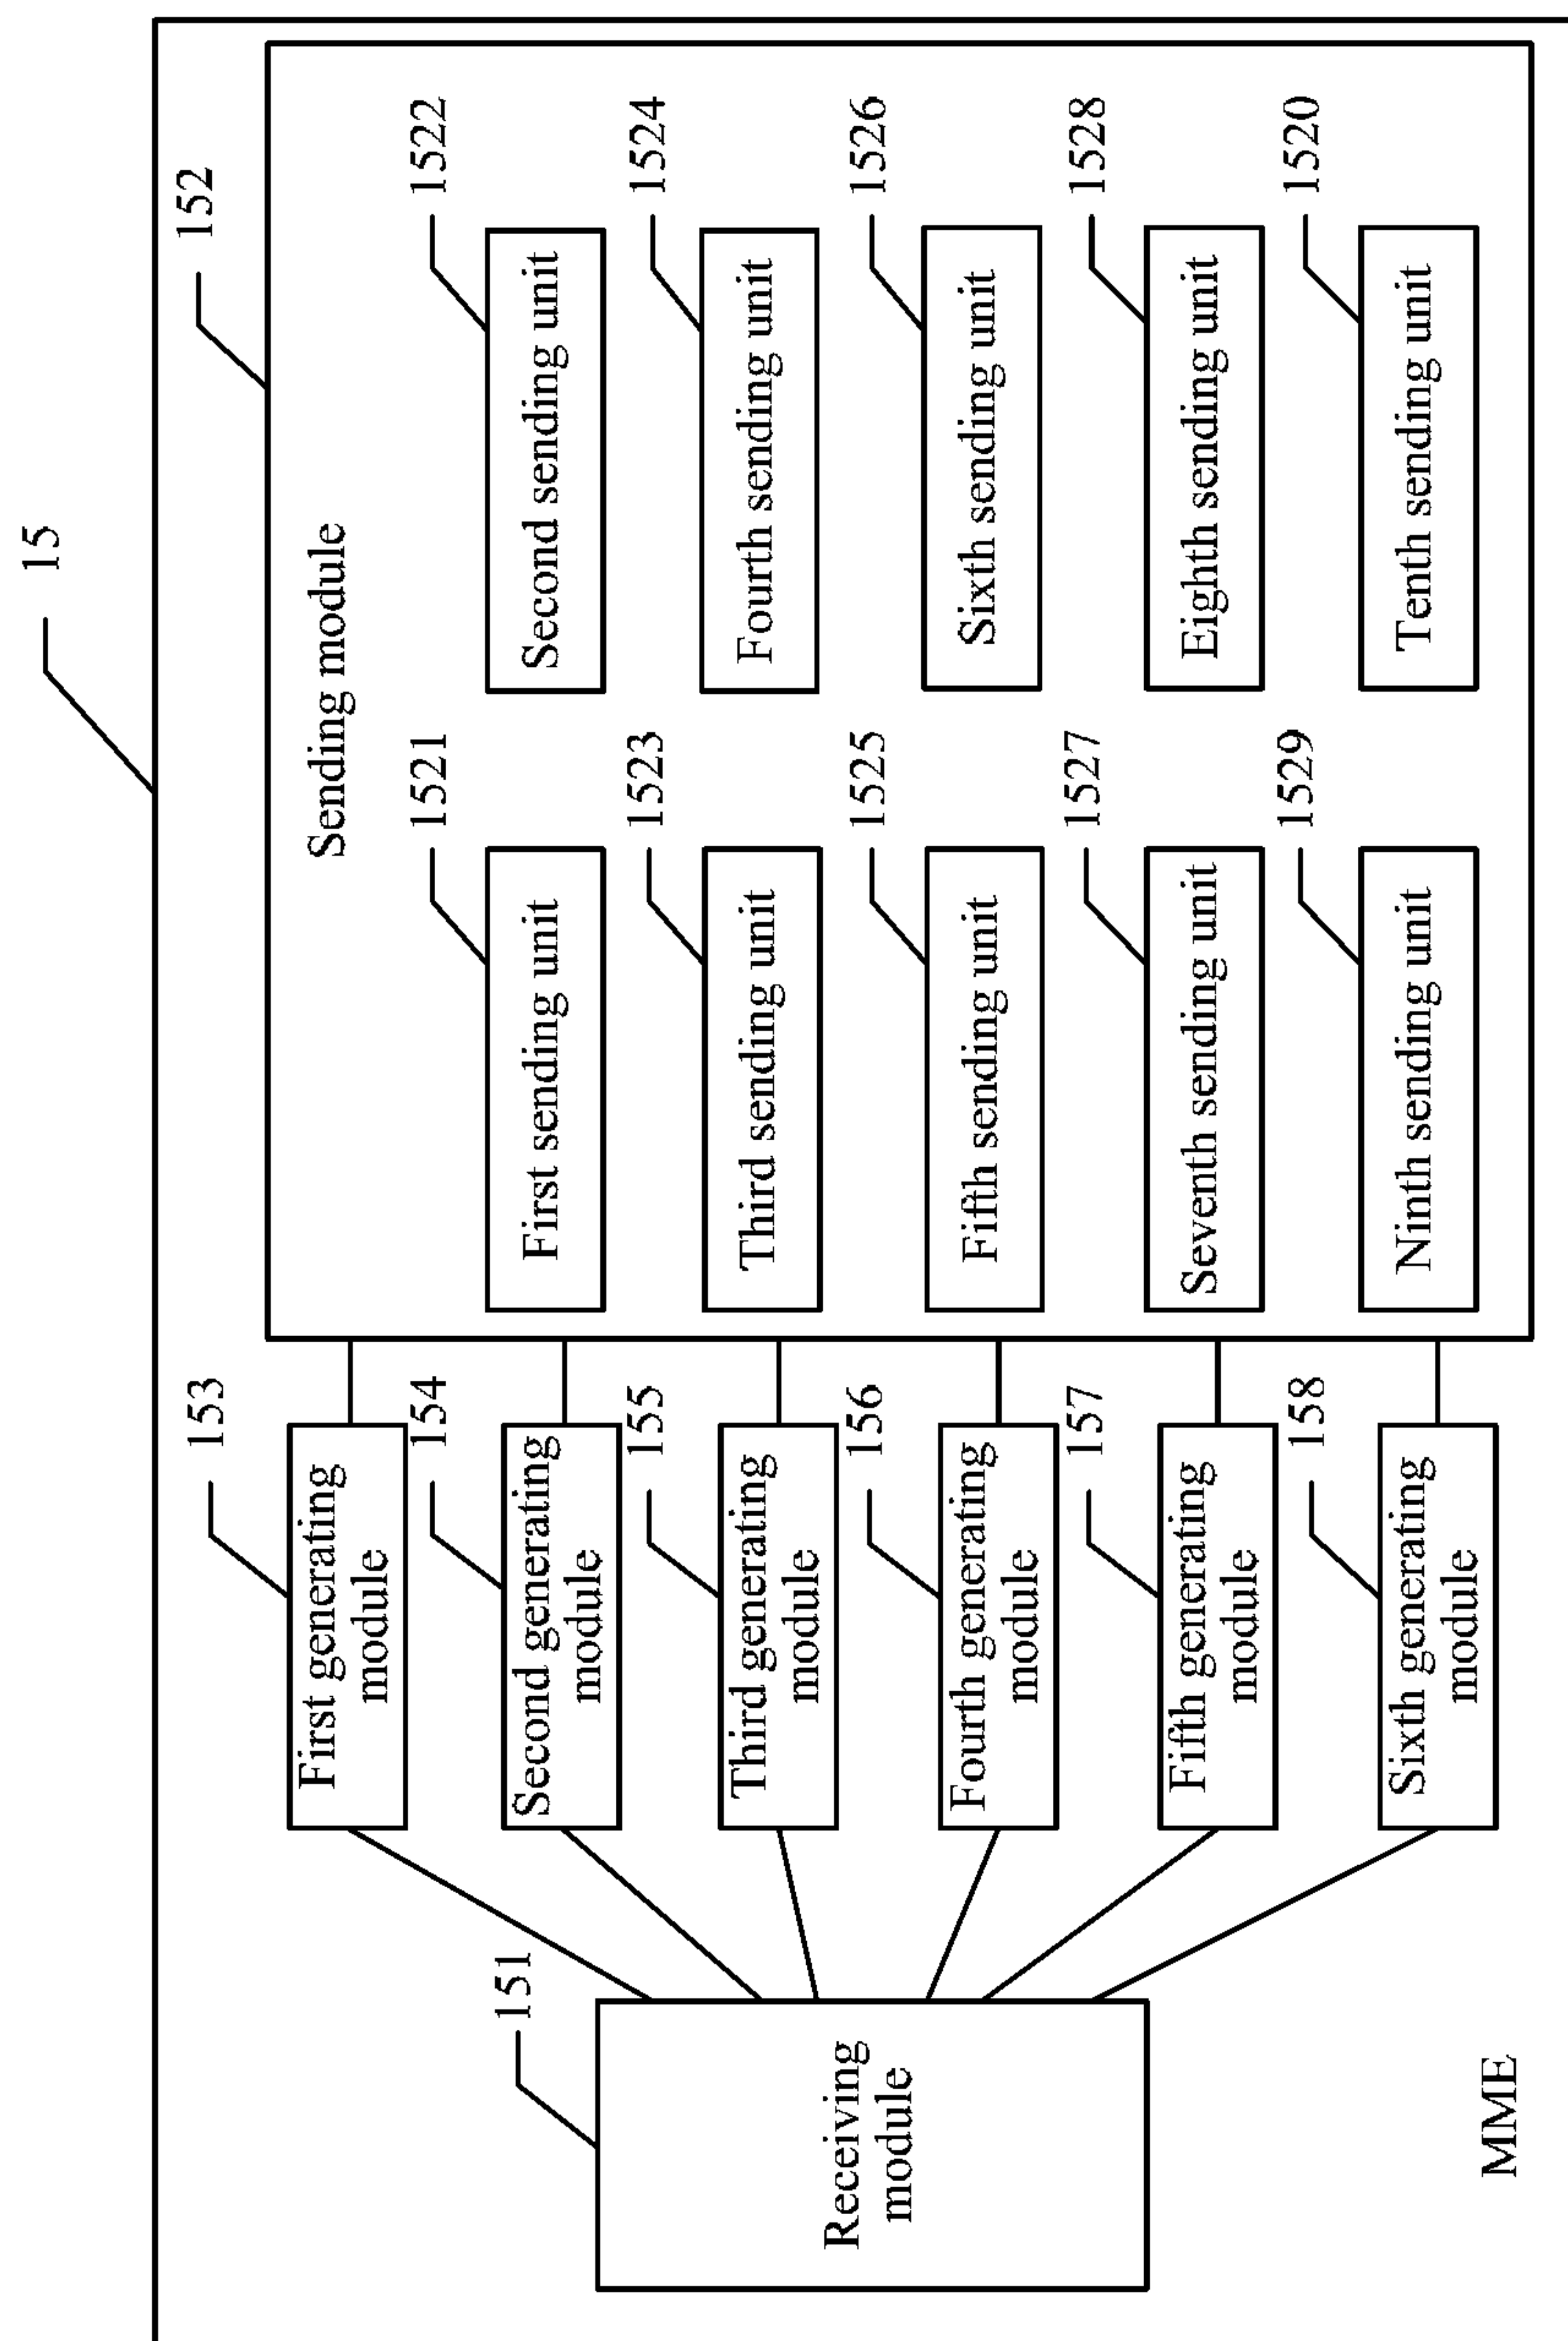 15
152
Sending module
1521
First sending unit
1522
Second sending unit
1523
Third sending unit
1524
Fourth sending unit
1525
Fifth sending unit
1526
Sixth sending unit
1527
Seventh sending unit
1528
Eighth sending unit
1529
Ninth sending unit
1520
Tenth sending unit
153
First generating
module
154
Second generating
module
155
Third generating
module
156
Fourth generating
module
157
Fifth generating
module
158
Sixth generating
module
151
Receiving
module
MME